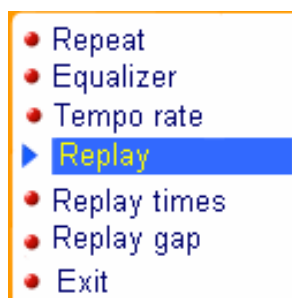 Repeat
Equalizer
Tempo rate
Replay
Replay times
Replay gap
Exit